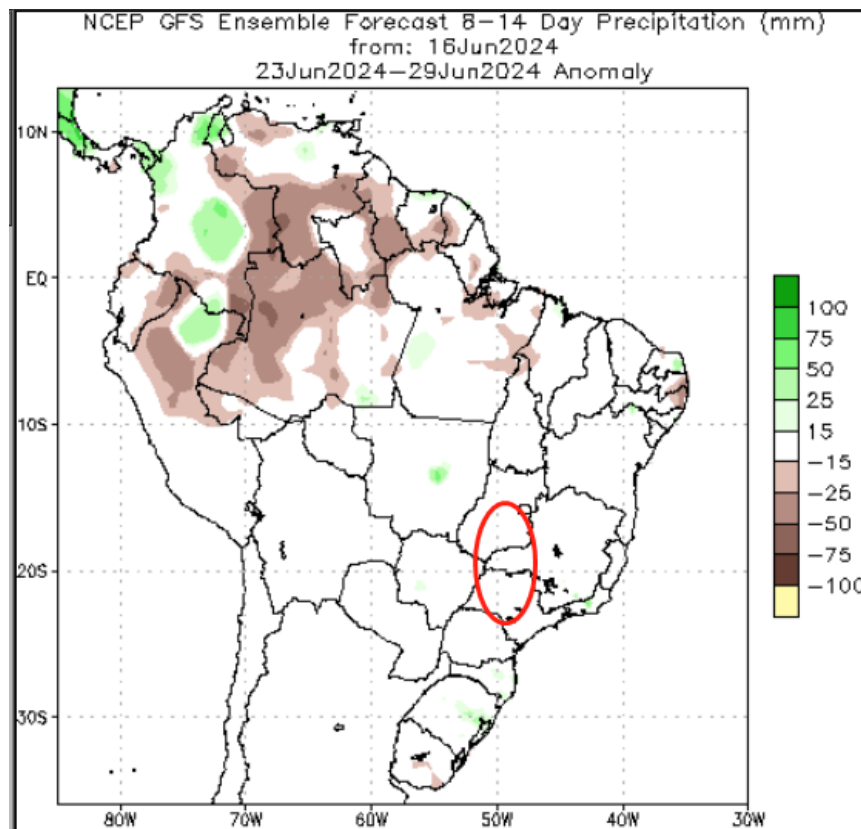 NCEP GFS Ensemble Forecast 8-14 Day Precipitation (mm)
from: 16Jun2024
23Jun2024-29Jun2024 Anomaly
10N
EQ
10S
20S
30S
80W
70W
60W
50W
40W
30W
100
75
50
25
15
-15
-25
-50
-75
-100